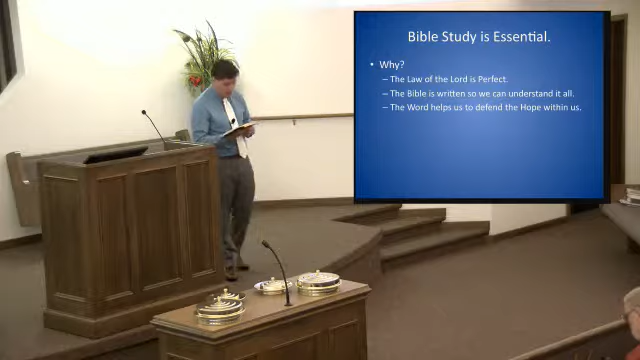 Bible Study is Essential.
• Why?
– The Law of the Lord is Perfect.
– The Bible is written so we can understand it all.
– The Word helps us to defend the Hope within us.